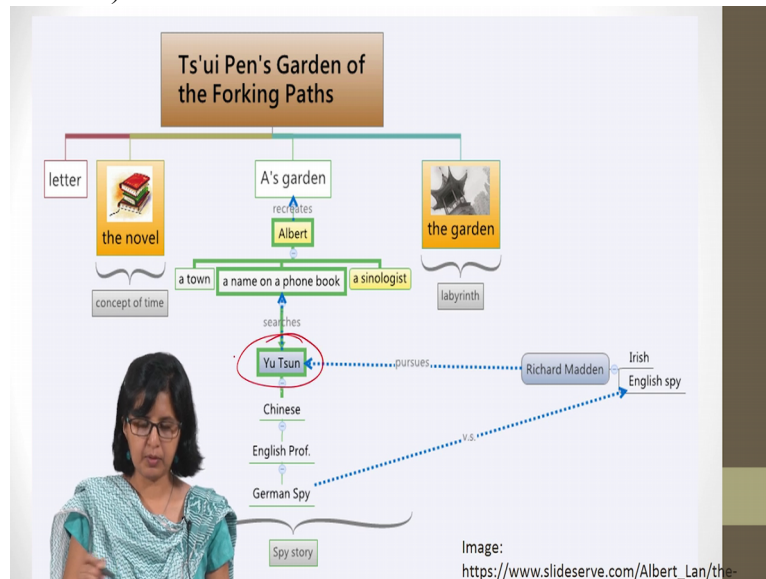 Ts'ui Pen's Garden of
the Forking Paths
letter
the novel
A's garden
the garden
recreates
Albert
a town
a name on a phone book
a sinologist
concept of time
labyrinth
searches
Yu Tsun
pursues
Richard Madden
Irish
English spy
Chinese
v.s.
English Prof.
German Spy
Spy story
Image:
https://www.slideserve.com/Albert_Lan/the-